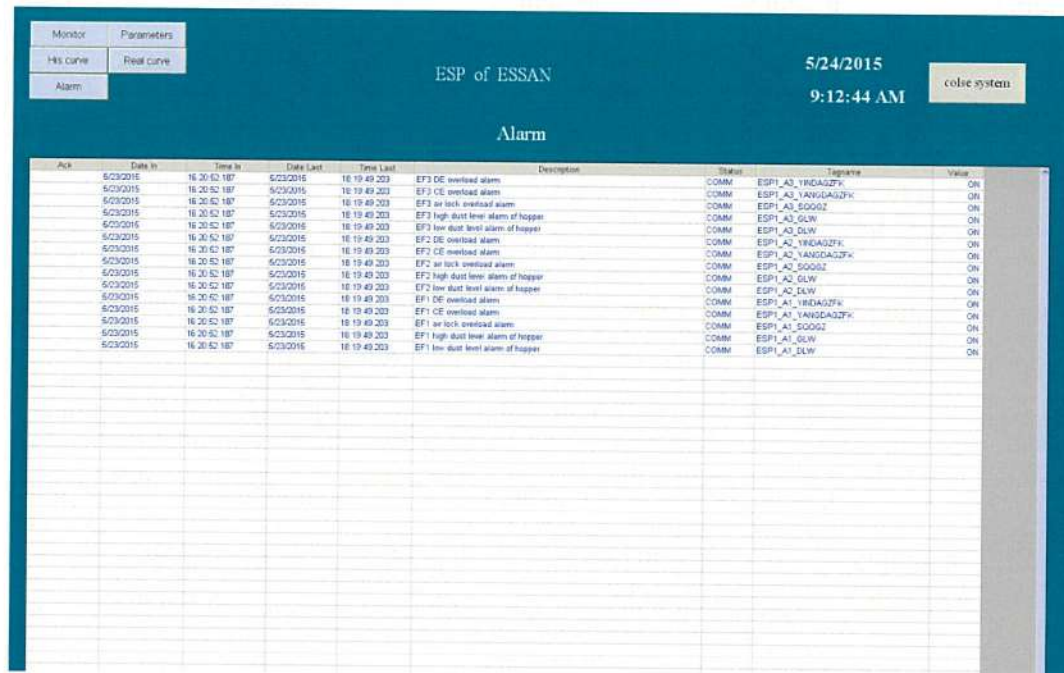 Monitor Parameters
His curve Real curve
Alarm
ESP of ESSAN
5/24/2015
9:12:44 AM
colse system
Alarm
Ack Date In Time In Date Last Time Last Description Status Tagname Value
5/23/2015 16:20:52.187 5/23/2015 18:19:49.203 EF3 DE overload alarm COMM ESP1_A3_YINDAGZFK ON
5/23/2015 16:20:52.187 5/23/2015 18:19:49.203 EF3 CE overload alarm COMM ESP1_A3_YANGDAGZFK ON
5/23/2015 16:20:52.187 5/23/2015 18:19:49.203 EF3 air lock overload alarm COMM ESP1_A3_SQGGZ ON
5/23/2015 16:20:52.187 5/23/2015 18:19:49.203 EF3 high dust level alarm of hopper COMM ESP1_A3_GLW ON
5/23/2015 16:20:52.187 5/23/2015 18:19:49.203 EF3 low dust level alarm of hopper COMM ESP1_A3_DLW ON
5/23/2015 16:20:52.187 5/23/2015 18:19:49.203 EF2 DE overload alarm COMM ESP1_A2_YINDAGZFK ON
5/23/2015 16:20:52.187 5/23/2015 18:19:49.203 EF2 CE overload alarm COMM ESP1_A2_YANGDAGZFK ON
5/23/2015 16:20:52.187 5/23/2015 18:19:49.203 EF2 air lock overload alarm COMM ESP1_A2_SQGGZ ON
5/23/2015 16:20:52.187 5/23/2015 18:19:49.203 EF2 high dust level alarm of hopper COMM ESP1_A2_GLW ON
5/23/2015 16:20:52.187 5/23/2015 18:19:49.203 EF2 low dust level alarm of hopper COMM ESP1_A2_DLW ON
5/23/2015 16:20:52.187 5/23/2015 18:19:49.203 EF1 DE overload alarm COMM ESP1_A1_YINDAGZFK ON
5/23/2015 16:20:52.187 5/23/2015 18:19:49.203 EF1 CE overload alarm COMM ESP1_A1_YANGDAGZFK ON
5/23/2015 16:20:52.187 5/23/2015 18:19:49.203 EF1 air lock overload alarm COMM ESP1_A1_SQGGZ ON
5/23/2015 16:20:52.187 5/23/2015 18:19:49.203 EF1 high dust level alarm of hopper COMM ESP1_A1_GLW ON
5/23/2015 16:20:52.187 5/23/2015 18:19:49.203 EF1 low dust level alarm of hopper COMM ESP1_A1_DLW ON